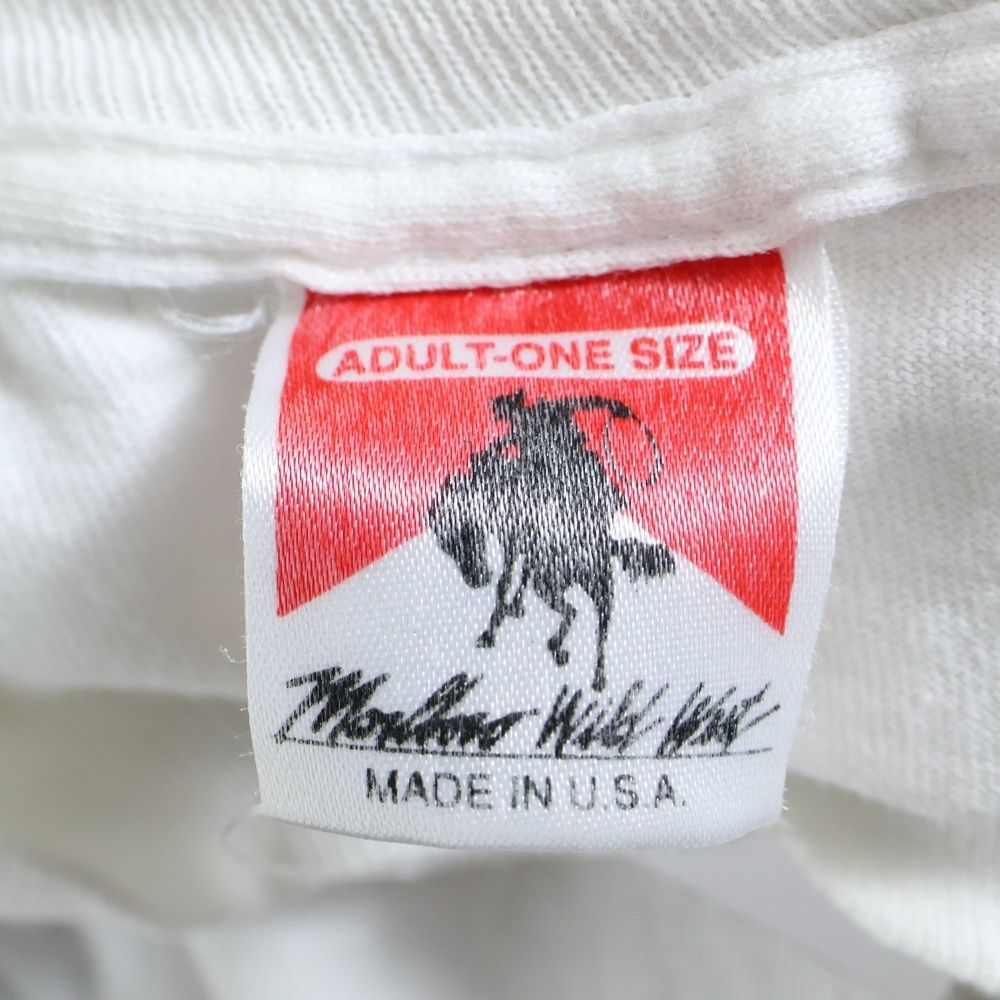 ADULT-ONE SIZE
Marlboro Wild West
MADE IN U.S.A.